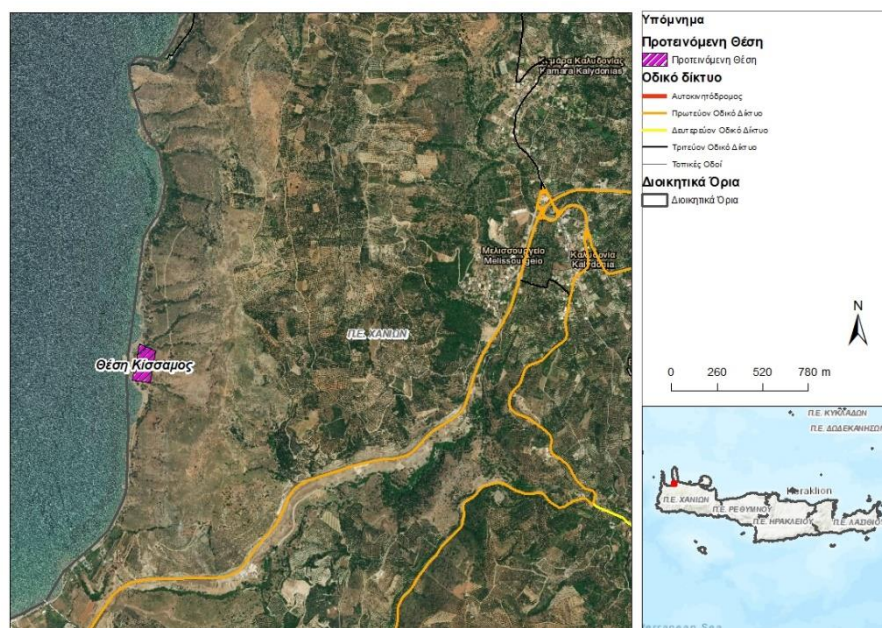 Καμάρα Καλυδονίας
Kamara Kalydonias
Μελισσουργείο
Melissourgeio
Καλυδονία
Kalydonia
Π.Ε. ΧΑΝΙΩΝ
Θέση Κίσσαμος
Υπόμνημα
Προτεινόμενη Θέση
Προτεινόμενη Θέση
Οδικό δίκτυο
Αυτοκινητόδρομος
Πρωτεύον Οδικό Δίκτυο
Δευτερεύον Οδικό Δίκτυο
Τριτεύον Οδικό Δίκτυο
Τοπικές Οδοί
Διοικητικά Όρια
Διοικητικά Όρια
N
0 260 520 780 m
Π.Ε. ΚΥΚΛΑΔΩΝ
Π.Ε. ΔΩΔΕΚΑΝΗΣΩΝ
Heraklion
Π.Ε. ΧΑΝΙΩΝ
Π.Ε. ΡΕΘΥΜΝΟΥ
Π.Ε. ΗΡΑΚΛΕΙΟΥ
Π.Ε. ΛΑΣΙΘΙΟΥ